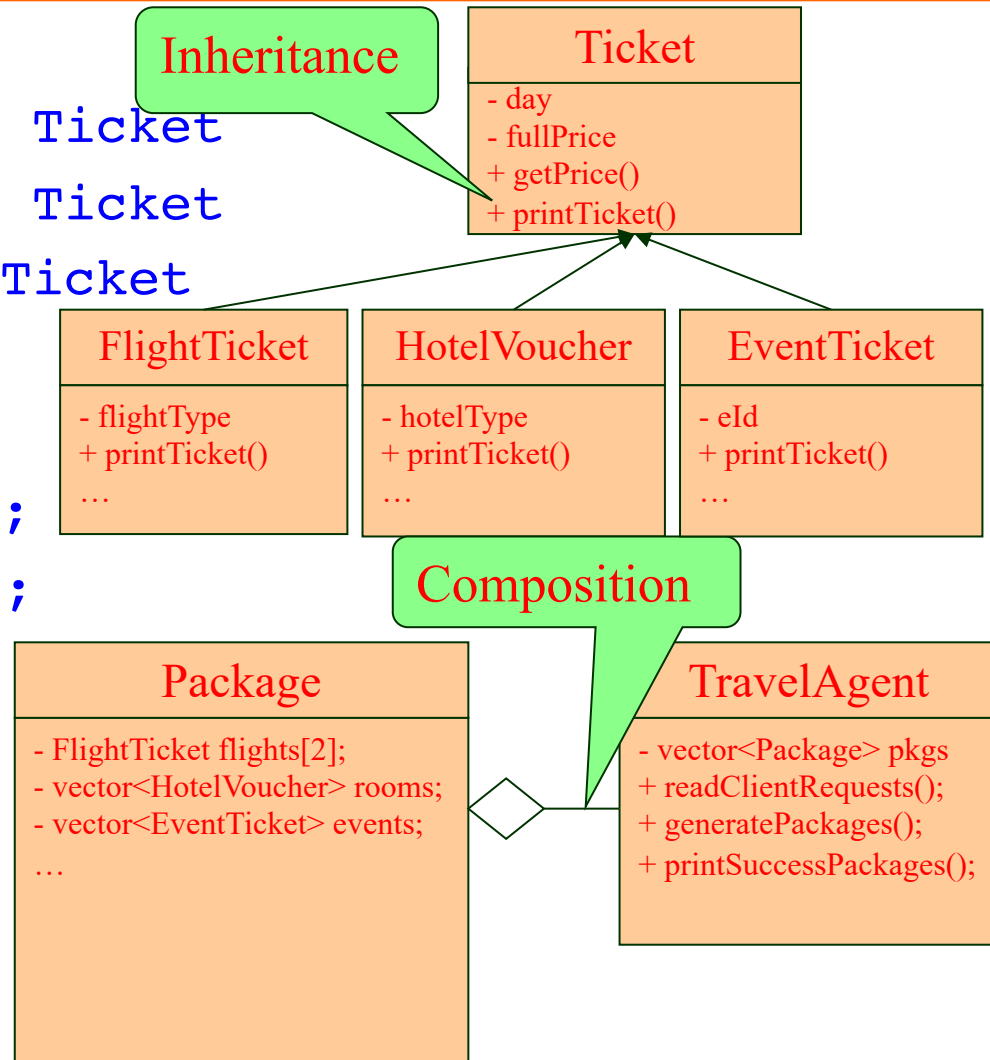 Inheritance
Ticket
- day
- fullPrice
+ getPrice()
+ printTicket()
Ticket
Ticket
Ticket
FlightTicket
- flightType
+ printTicket()
…
HotelVoucher
- hotelType
+ printTicket()
…
EventTicket
- eId
+ printTicket()
…
;
;
Composition
Package
- FlightTicket flights[2];
- vector<HotelVoucher> rooms;
- vector<EventTicket> events;
…
TravelAgent
- vector<Package> pkgs
+ readClientRequests();
+ generatePackages();
+ printSuccessPackages();